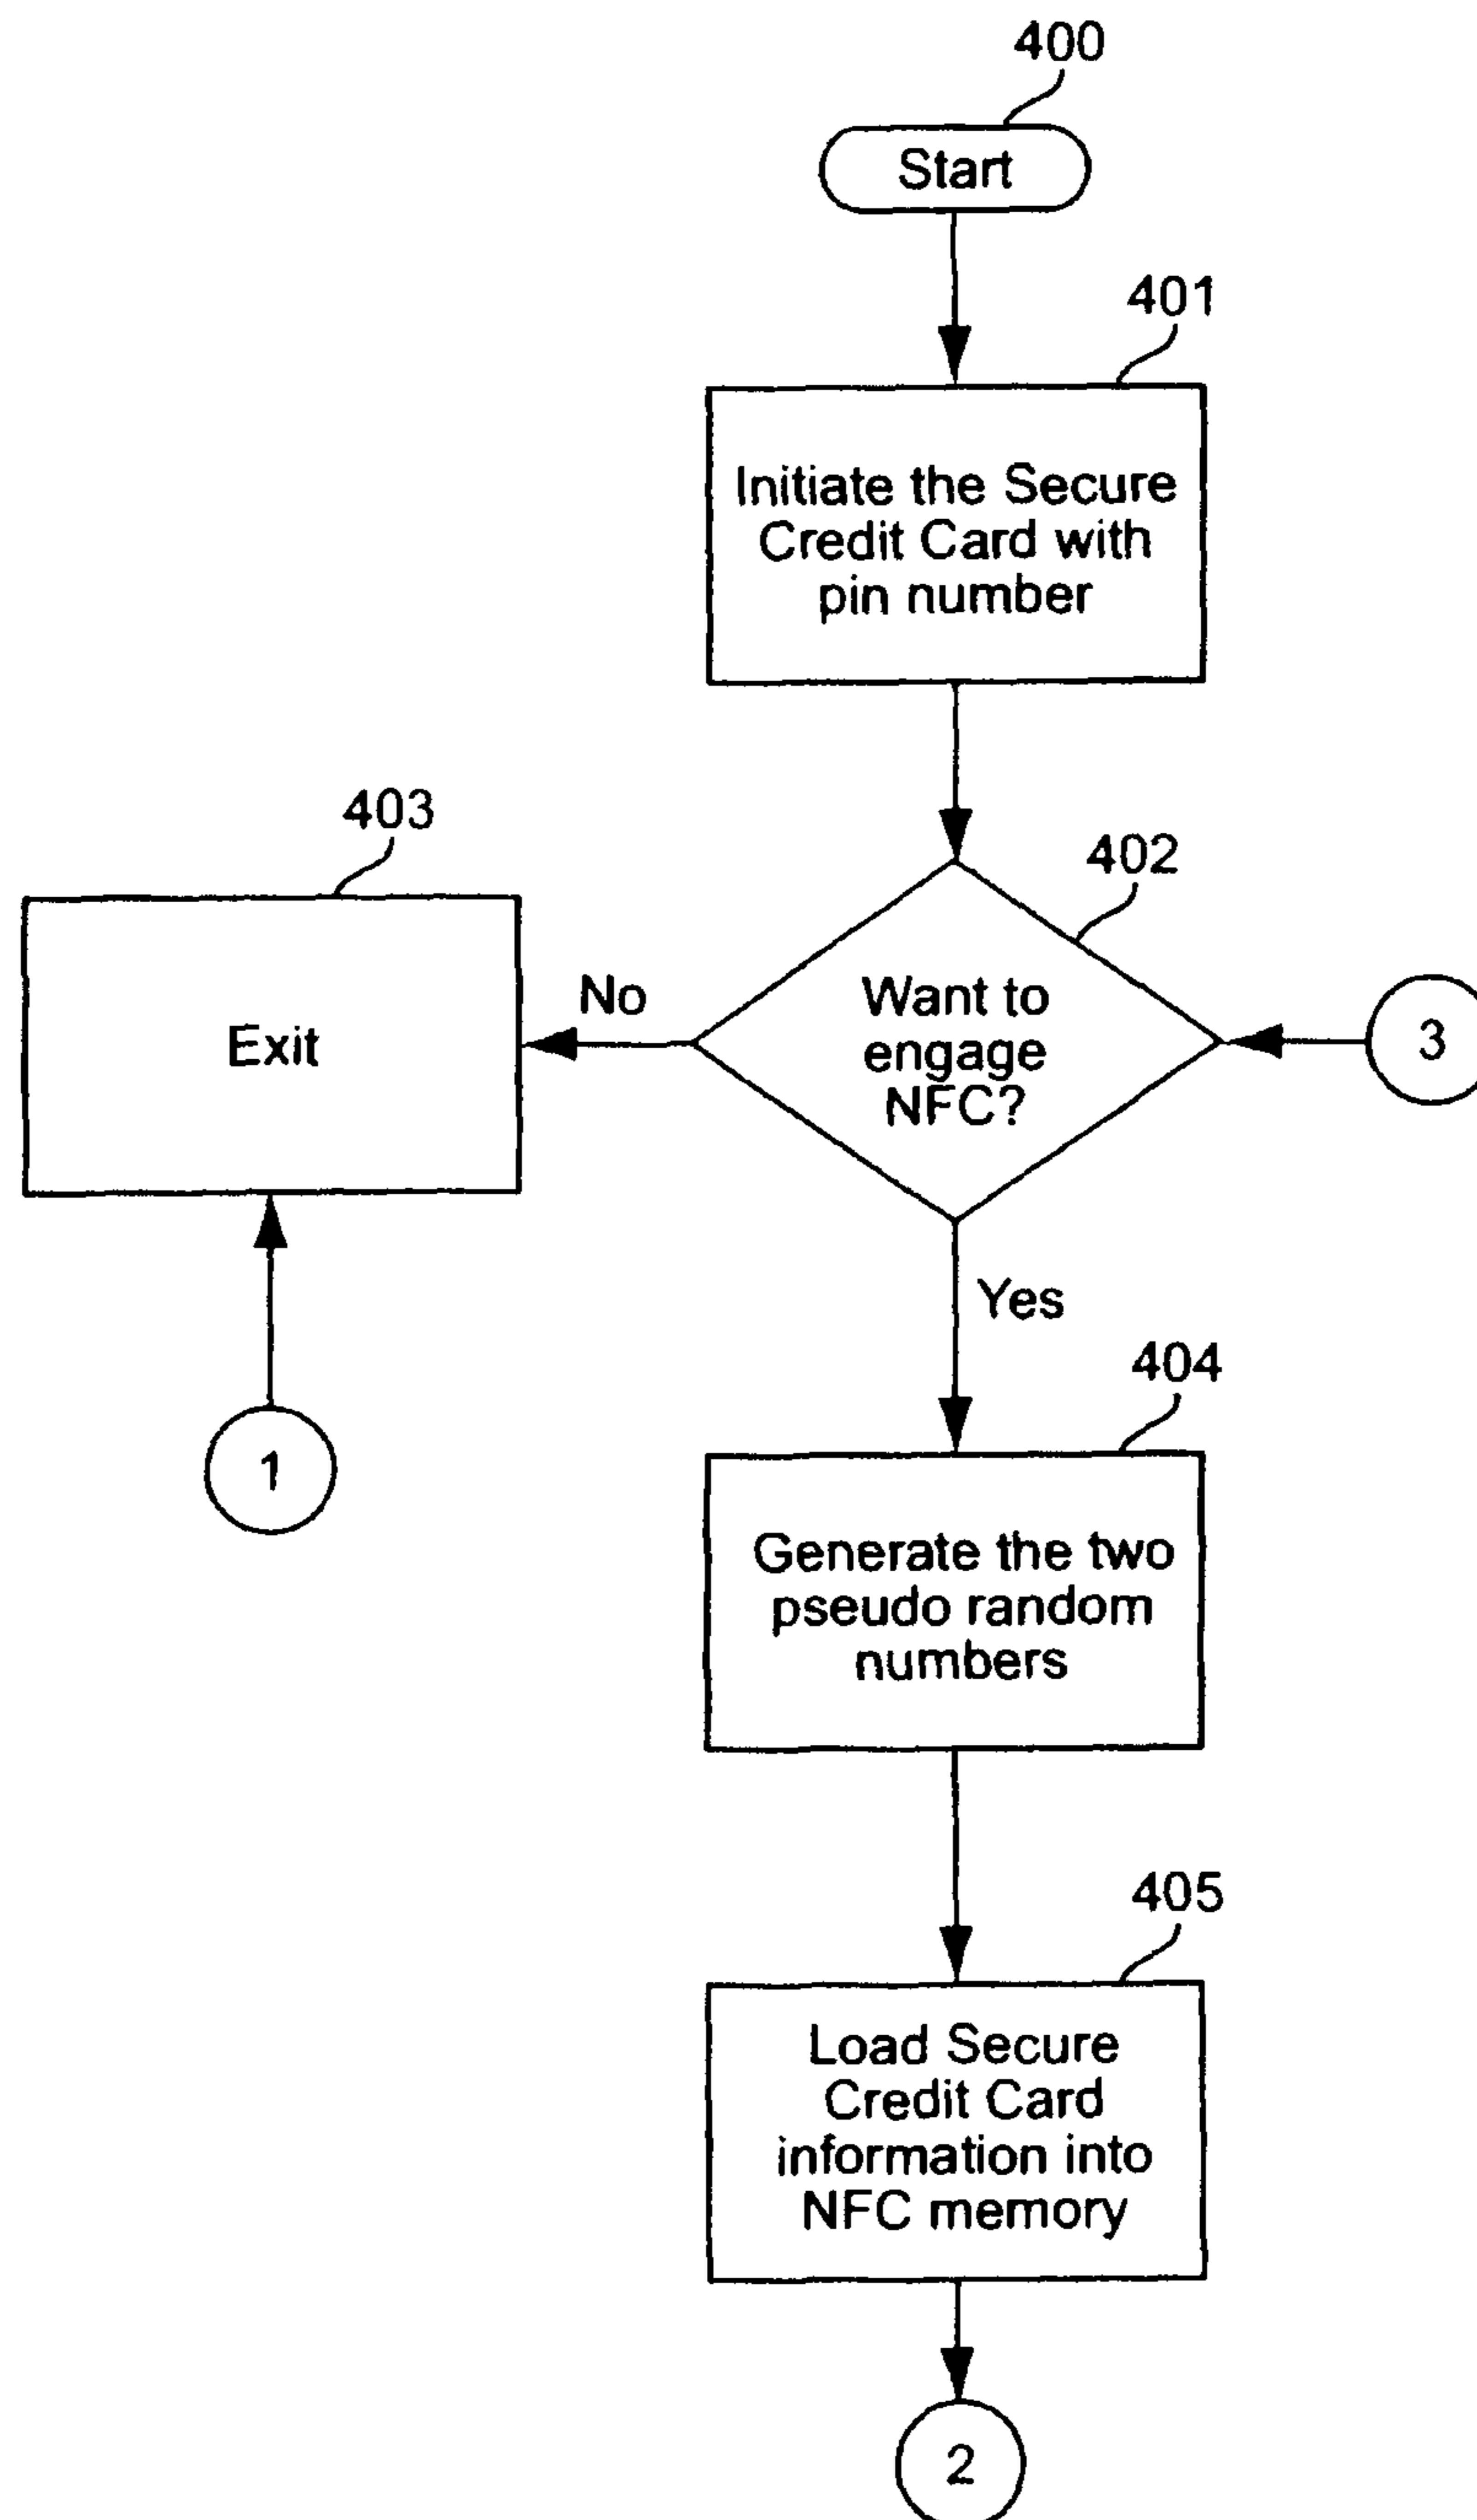 400
Start
401
Initiate the Secure
Credit Card with
pin number
403
402
Exit
No
Want to
engage
NFC?
3
Yes
1
404
Generate the two
pseudo random
numbers
405
Load Secure
Credit Card
information into
NFC memory
2